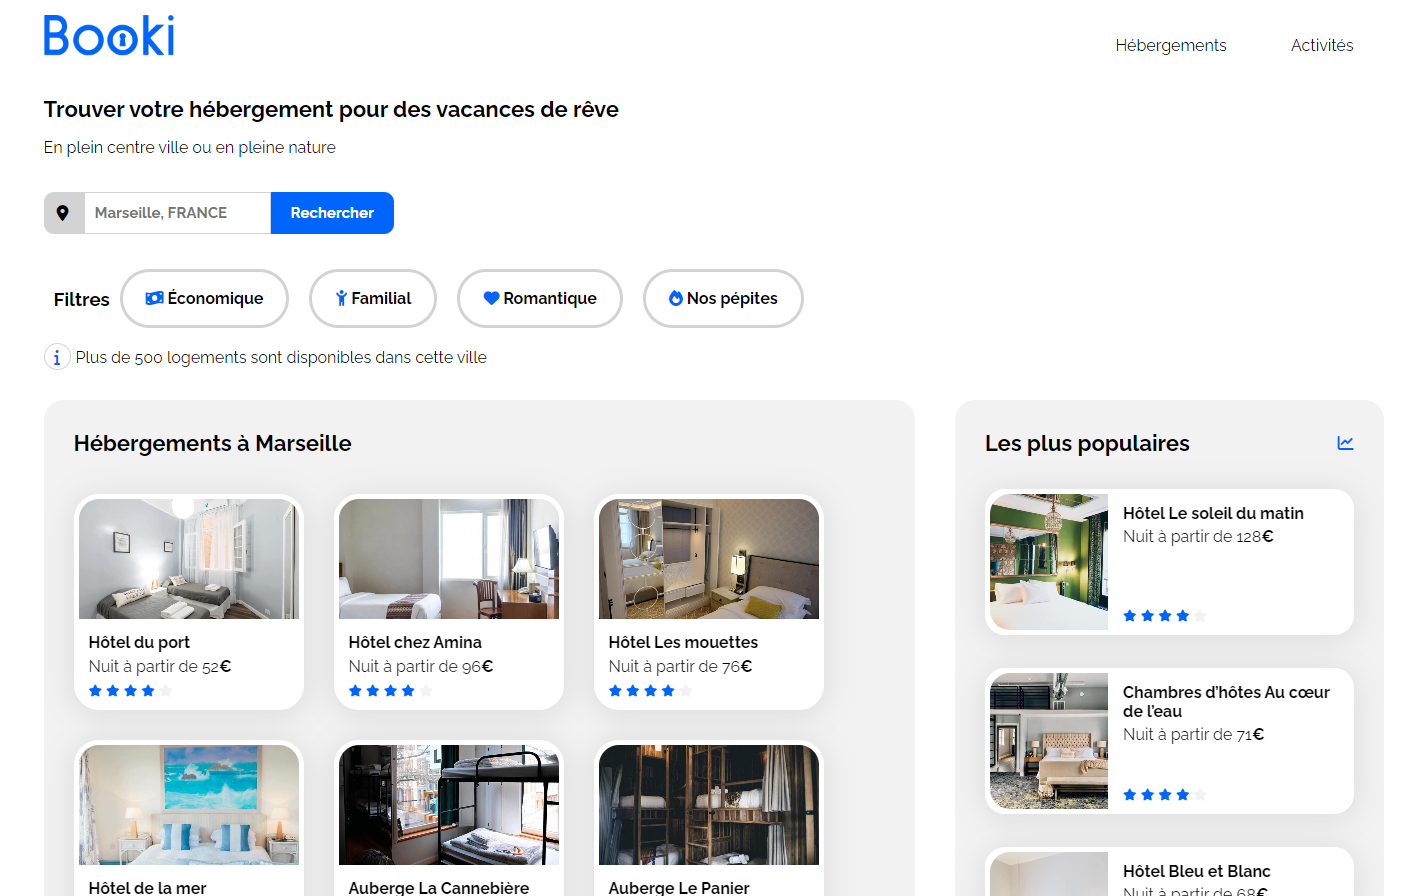 Booki
Hébergements
Activités
Trouver votre hébergement pour des vacances de rêve
En plein centre ville ou en pleine nature
Marseille, FRANCE
Rechercher
Filtres
Économique
Familial
Romantique
Nos pépites
Plus de 500 logements sont disponibles dans cette ville
Hébergements à Marseille
Hôtel du port
Nuit à partir de 52€
Hôtel chez Amina
Nuit à partir de 96€
Hôtel Les mouettes
Nuit à partir de 76€
Hôtel de la mer
Auberge La Cannebière
Auberge Le Panier
Les plus populaires
Hôtel Le soleil du matin
Nuit à partir de 128€
Chambres d’hôtes Au cœur
de l’eau
Nuit à partir de 71€
Hôtel Bleu et Blanc
Nuit à partir de 68€